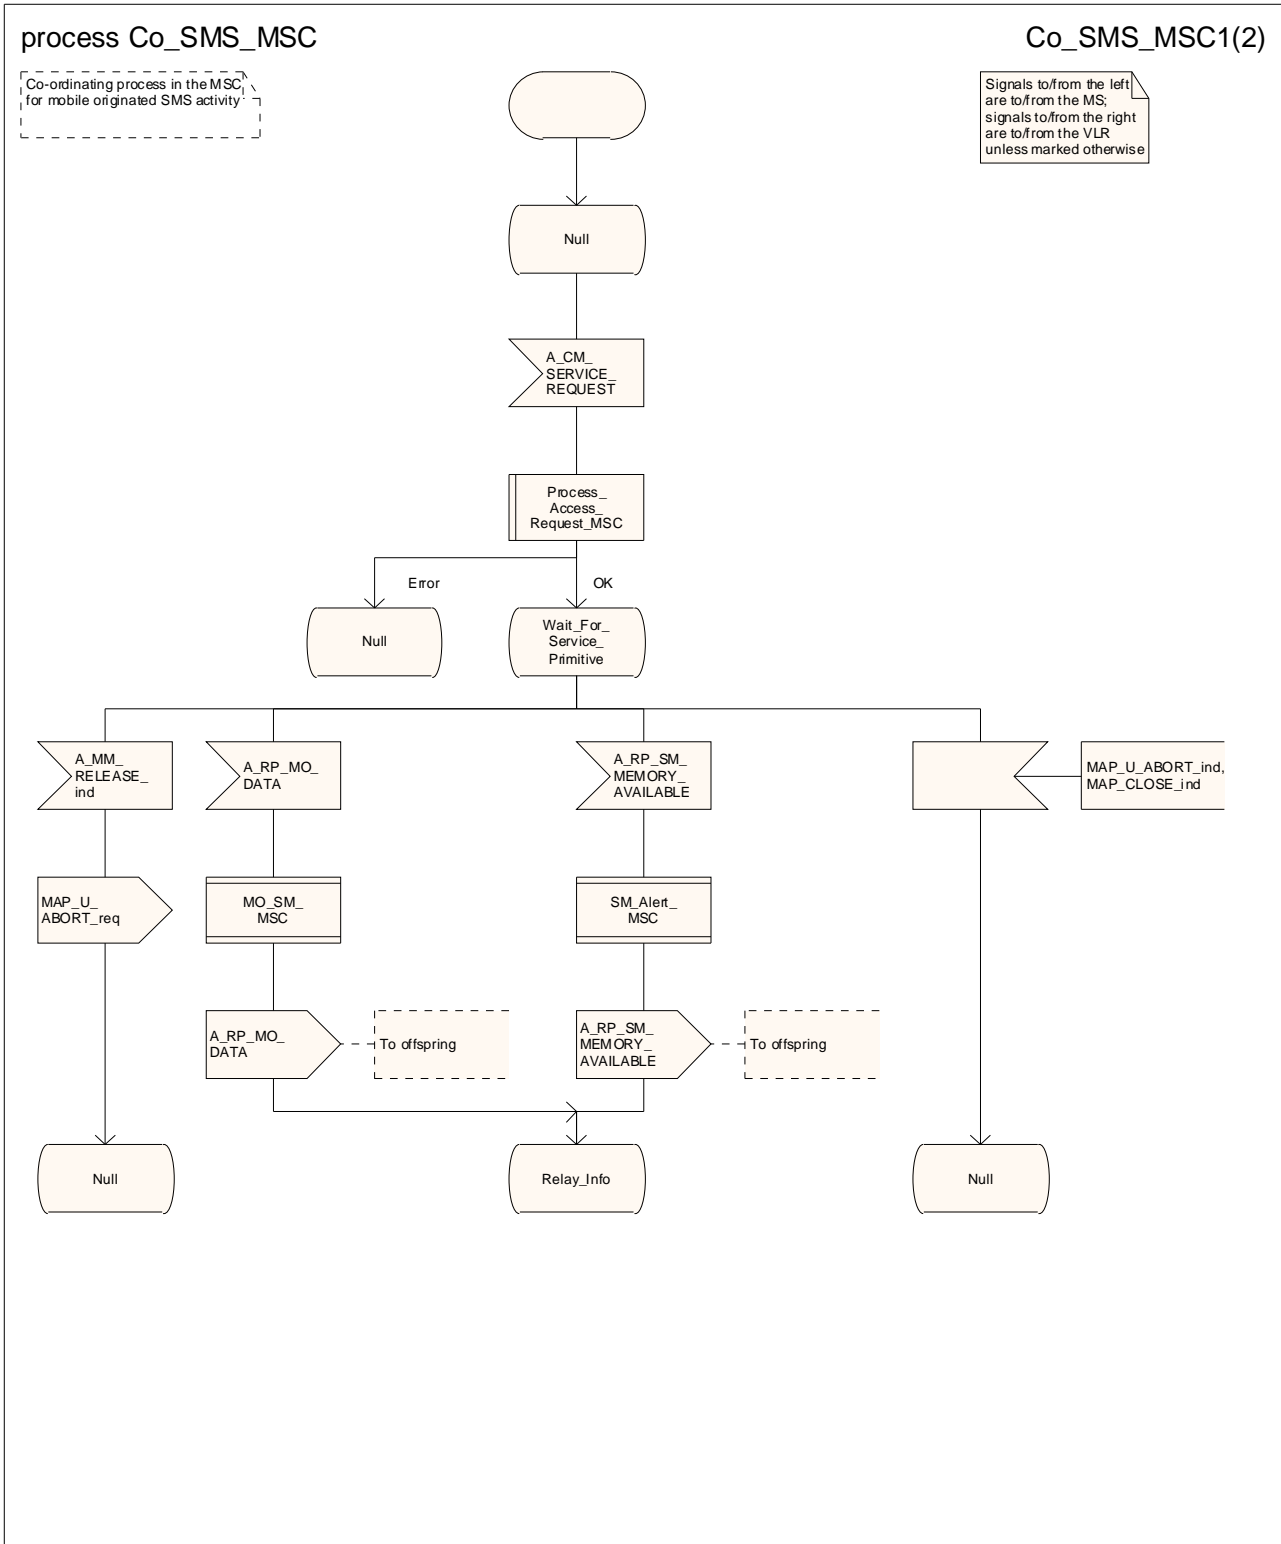 process Co_SMS_MSC
Co_SMS_MSC1(2)
Co-ordinating process in the MSC
for mobile originated SMS activity
Signals to/from the left
are to/from the MS;
signals to/from the right
are to/from the VLR
unless marked otherwise
Null
A_CM_
SERVICE_
REQUEST
Process_
Access_
Request_MSC
Error
OK
Null
Wait_For_
Service_
Primitive
A_MM_
RELEASE_
ind
A_RP_MO_
DATA
A_RP_SM_
MEMORY_
AVAILABLE
MAP_U_ABORT_ind,
MAP_CLOSE_ind
MAP_U_
ABORT_req
MO_SM_
MSC
SM_Alert_
MSC
A_RP_MO_
DATA
To offspring
A_RP_SM_
MEMORY_
AVAILABLE
To offspring
Null
Relay_Info
Null